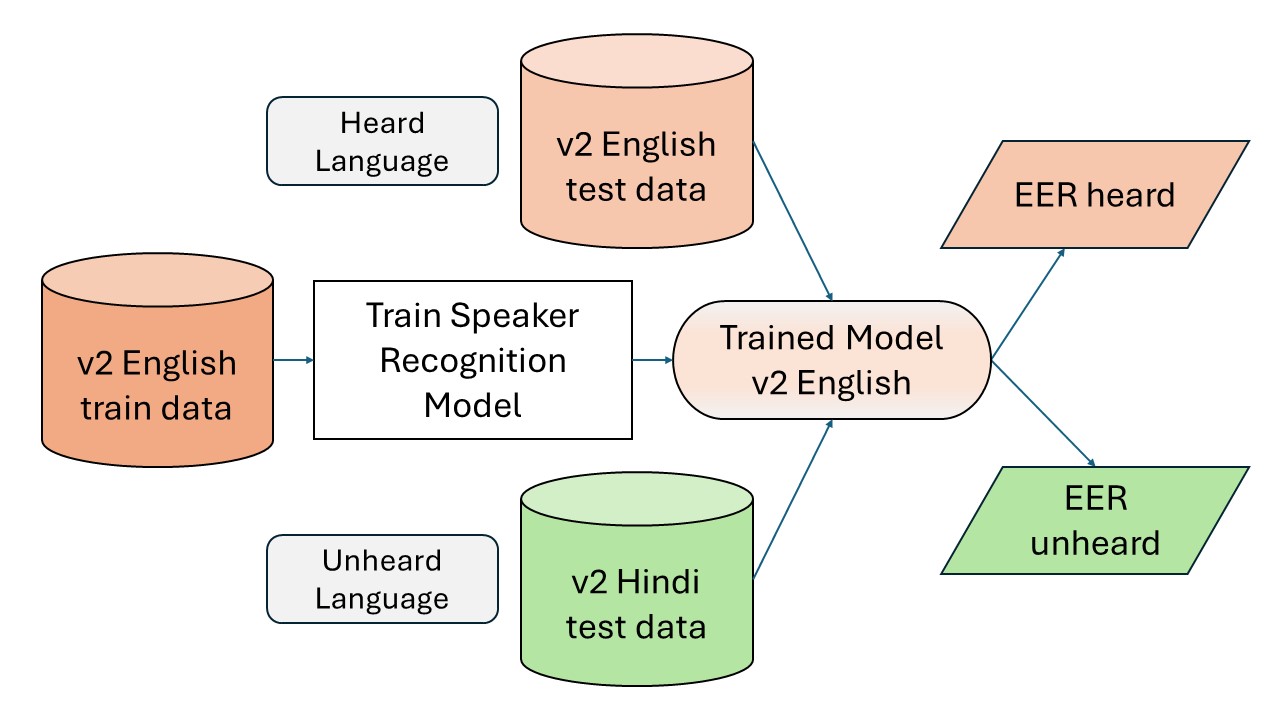 Heard
Language
v2 English
test data
EER heard
v2 English
train data
Train Speaker
Recognition
Model
Trained Model
v2 English
Unheard
Language
v2 Hindi
test data
EER
unheard